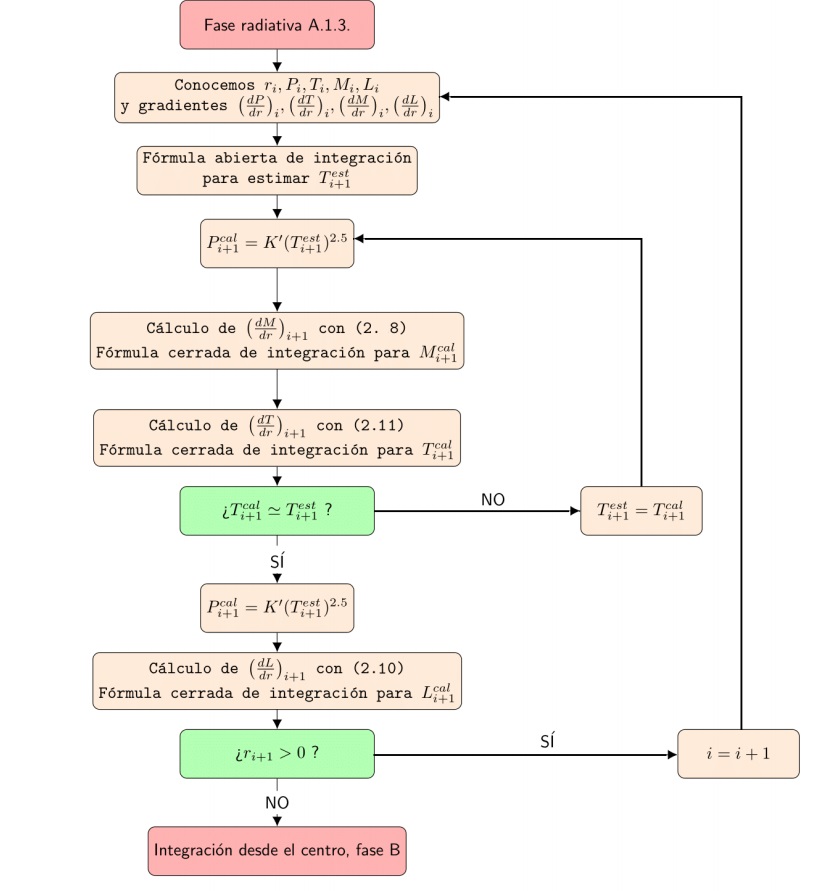 Fase radiativa A.1.3.
Conocemos $r_i, P_i, T_i, M_i, L_i$
y gradientes $\left(\frac{dP}{dr}\right)_i, \left(\frac{dT}{dr}\right)_i, \left(\frac{dM}{dr}\right)_i, \left(\frac{dL}{dr}\right)_i$
Fórmula abierta de integración
para estimar $T_{i+1}^{est}$
$P_{i+1}^{cal} = K'(T_{i+1}^{est})^{2.5}$
Cálculo de $\left(\frac{dM}{dr}\right)_{i+1}$ con (2. 8)
Fórmula cerrada de integración para $M_{i+1}^{cal}$
Cálculo de $\left(\frac{dT}{dr}\right)_{i+1}$ con (2.11)
Fórmula cerrada de integración para $T_{i+1}^{cal}$
¿$T_{i+1}^{cal} \simeq T_{i+1}^{est}$ ?
NO
$T_{i+1}^{est} = T_{i+1}^{cal}$
SÍ
$P_{i+1}^{cal} = K'(T_{i+1}^{est})^{2.5}$
Cálculo de $\left(\frac{dL}{dr}\right)_{i+1}$ con (2.10)
Fórmula cerrada de integración para $L_{i+1}^{cal}$
¿$r_{i+1} > 0$ ?
SÍ
$i = i + 1$
NO
Integración desde el centro, fase B